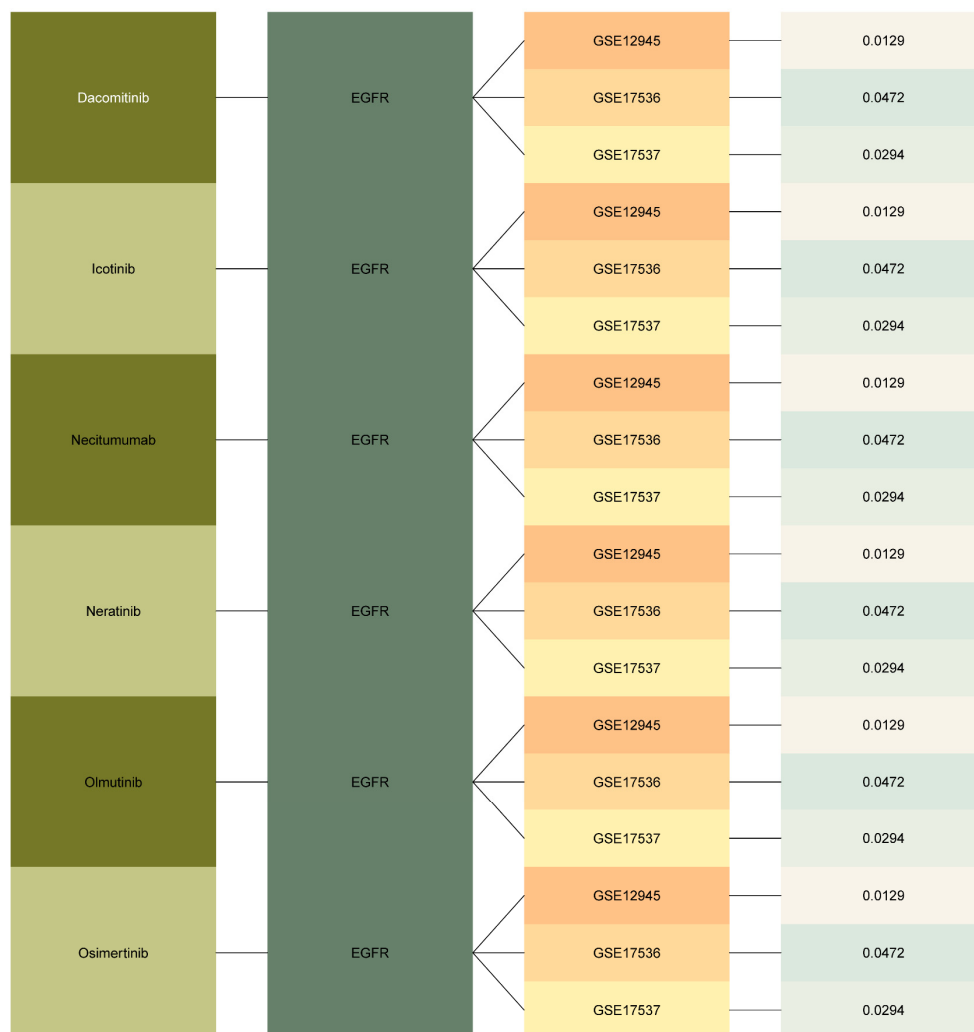 GSE12945 0.0129
Dacomitinib EGFR GSE17536 0.0472
GSE17537 0.0294
GSE12945 0.0129
Icotinib EGFR GSE17536 0.0472
GSE17537 0.0294
GSE12945 0.0129
Necitumumab EGFR GSE17536 0.0472
GSE17537 0.0294
GSE12945 0.0129
Neratinib EGFR GSE17536 0.0472
GSE17537 0.0294
GSE12945 0.0129
Olmutinib EGFR GSE17536 0.0472
GSE17537 0.0294
GSE12945 0.0129
Osimertinib EGFR GSE17536 0.0472
GSE17537 0.0294